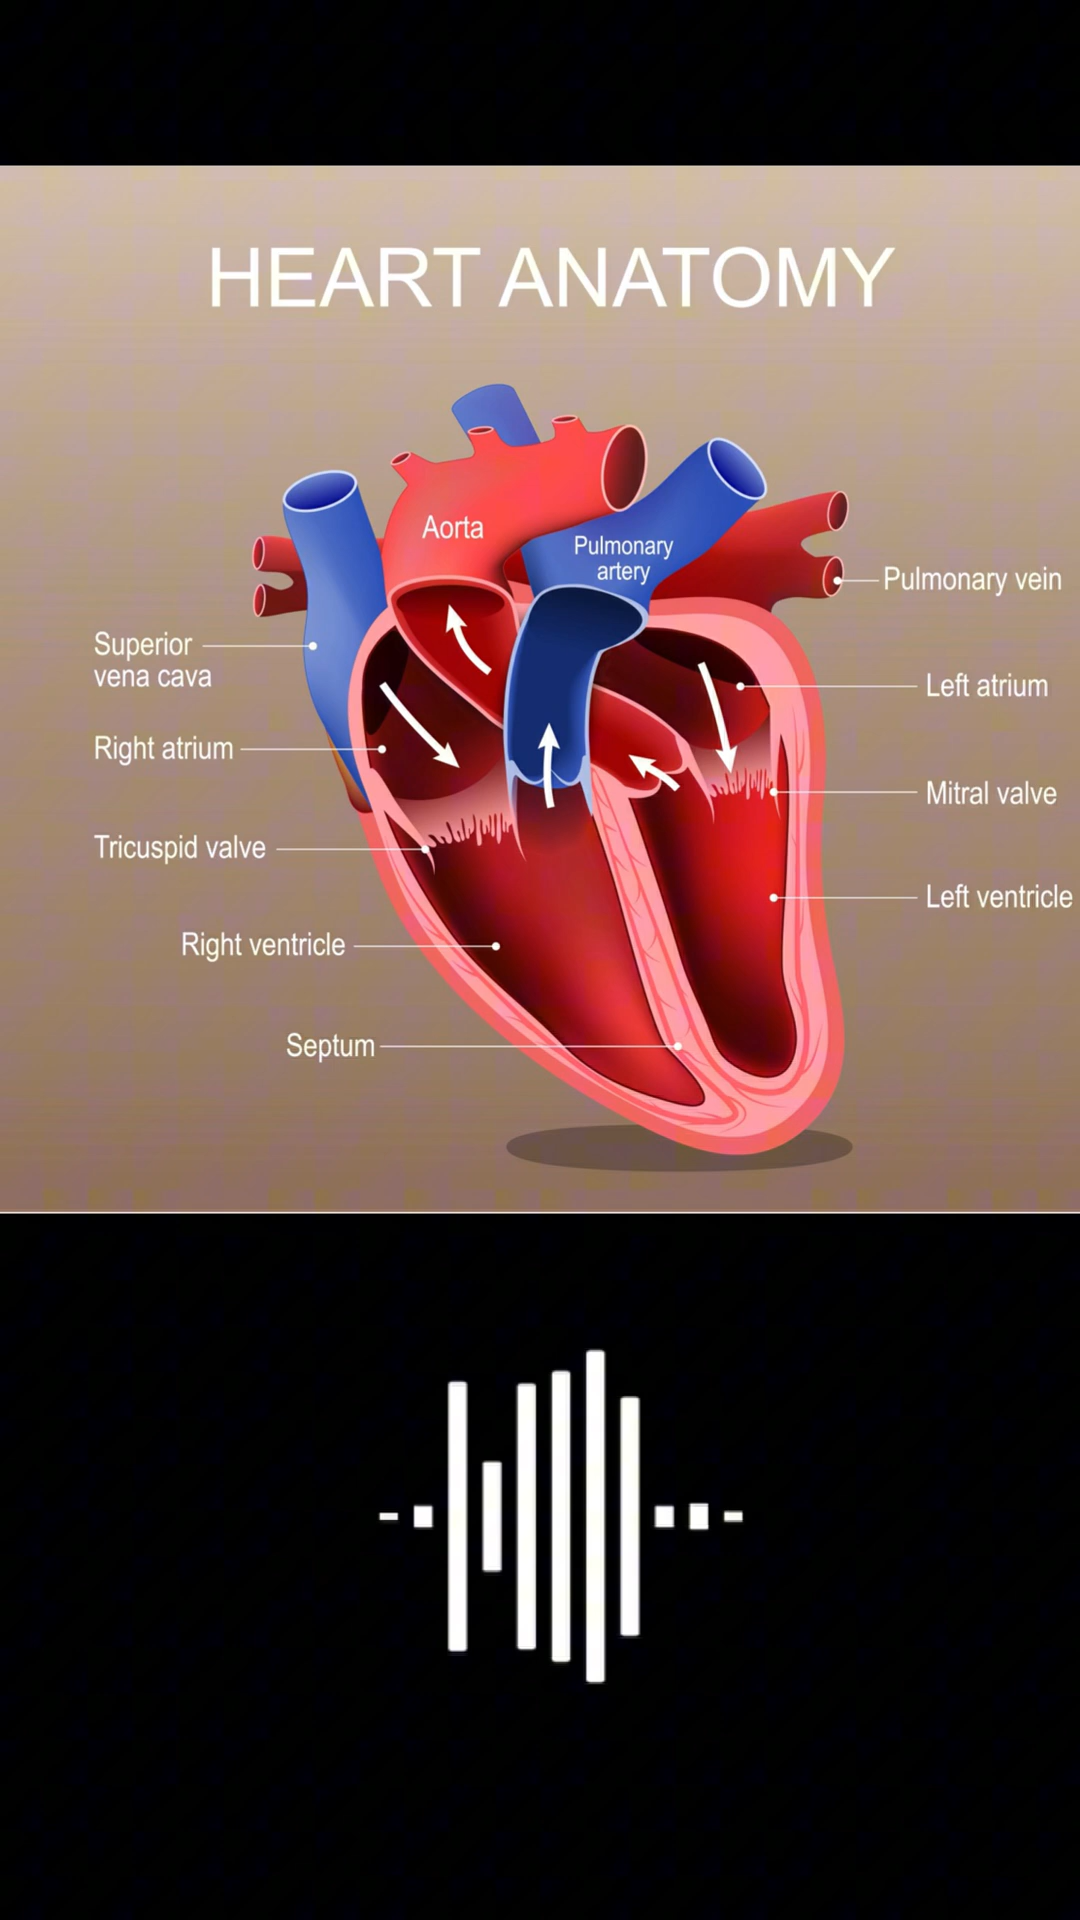 HEART ANATOMY
Aorta
Pulmonary
artery
Pulmonary vein
Superior
vena cava
Left atrium
Right atrium
Mitral valve
Tricuspid valve
Left ventricle
Right ventricle
Septum